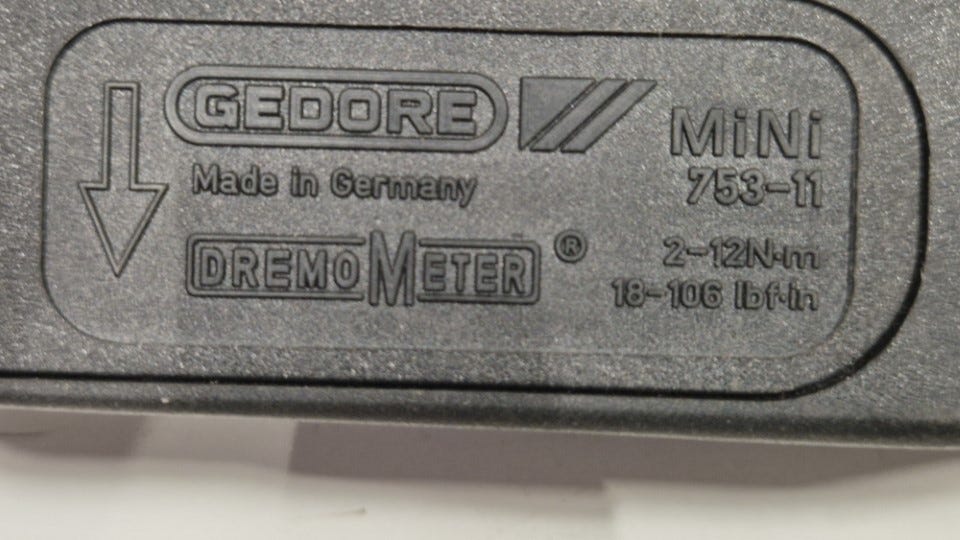 GEDORE
MiNi
Made in Germany
753-11
DREMOMETER ®
2-12N·m
18-106 lbf·in